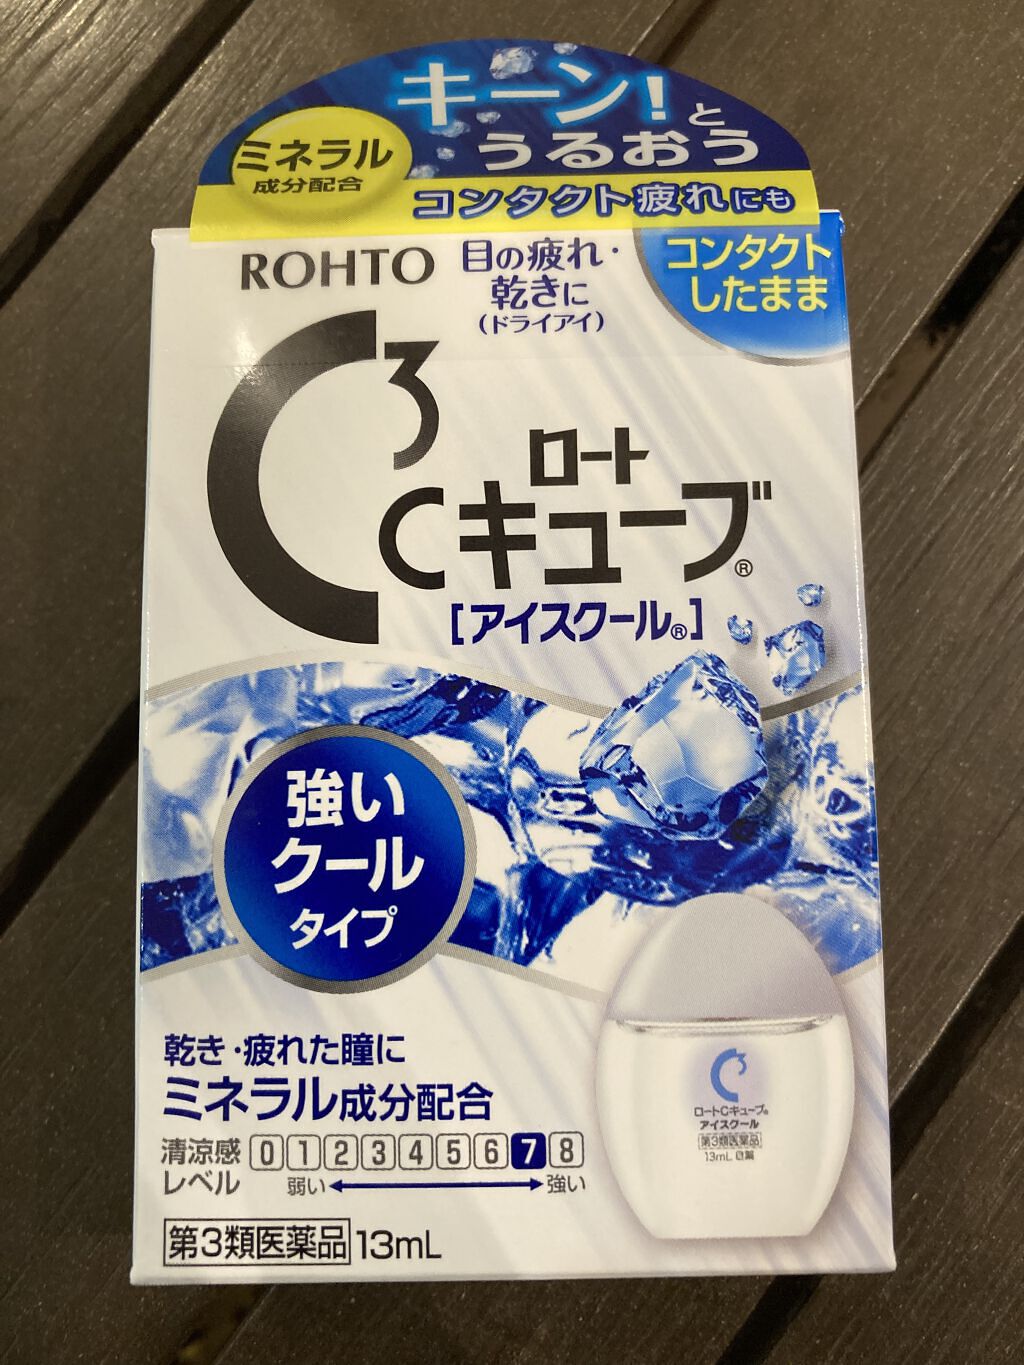 キーン!と
うるおう
ミネラル
成分配合
コンタクト疲れにも
ROHTO
目の疲れ・
乾きに
(ドライアイ)
コンタクト
したまま
C3
ロート
Cキューブ®
[アイスクール®]
強い
クール
タイプ
乾き・疲れた瞳に
ミネラル成分配合
清涼感
レベル
0 1 2 3 4 5 6 7 8
弱い 強い
第3類医薬品 13mL
C3
ロートCキューブ®
アイスクール
第3類医薬品
13mL 目薬